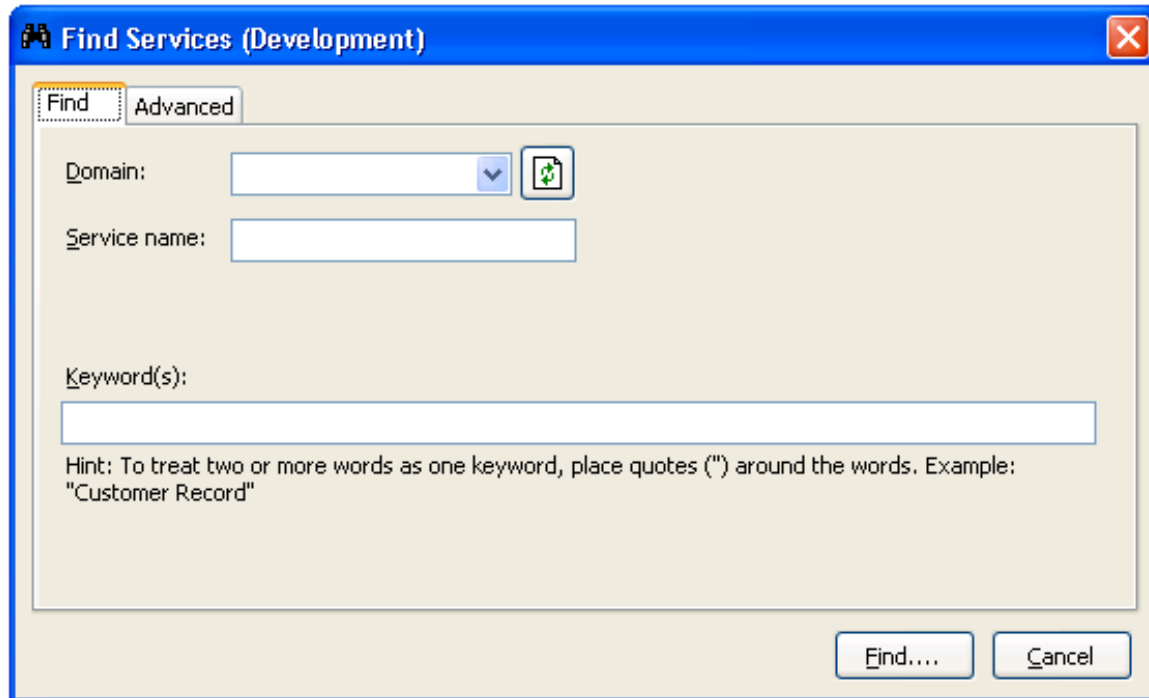 Find Services (Development)
Find
Advanced
Domain:
Service name:
Keyword(s):
Hint: To treat two or more words as one keyword, place quotes (") around the words. Example:
"Customer Record"
Find....
Cancel